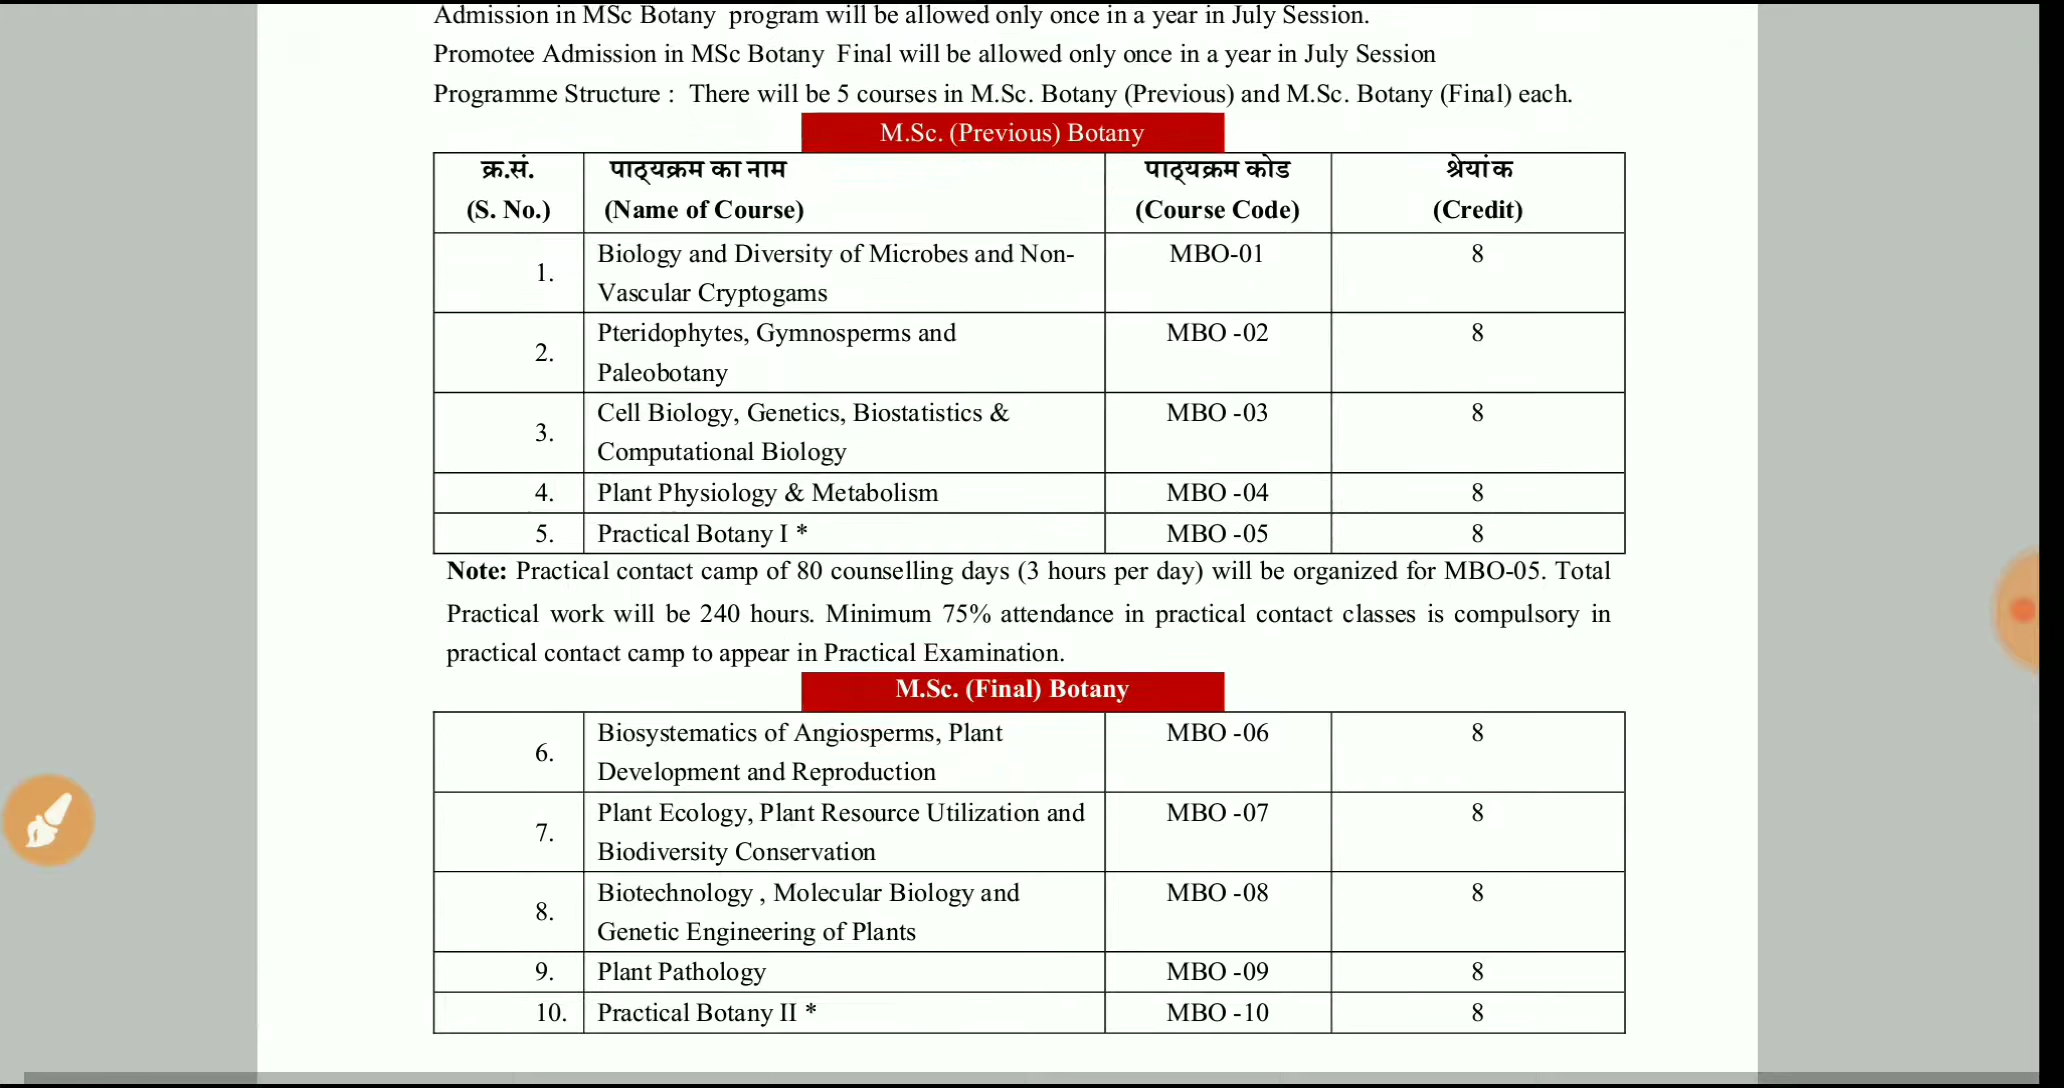 Admission in MSc Botany program will be allowed only once in a year in July Session.
Promotee Admission in MSc Botany Final will be allowed only once in a year in July Session
Programme Structure : There will be 5 courses in M.Sc. Botany (Previous) and M.Sc. Botany (Final) each.
M.Sc. (Previous) Botany
क्र.सं. पाठ्यक्रम का नाम पाठ्यक्रम कोड श्रेयांक
(S. No.) (Name of Course) (Course Code) (Credit)
1. Biology and Diversity of Microbes and Non- MBO-01 8
Vascular Cryptogams
2. Pteridophytes, Gymnosperms and MBO -02 8
Paleobotany
3. Cell Biology, Genetics, Biostatistics & MBO -03 8
Computational Biology
4. Plant Physiology & Metabolism MBO -04 8
5. Practical Botany I * MBO -05 8
Note: Practical contact camp of 80 counselling days (3 hours per day) will be organized for MBO-05. Total
Practical work will be 240 hours. Minimum 75% attendance in practical contact classes is compulsory in
practical contact camp to appear in Practical Examination.
M.Sc. (Final) Botany
6. Biosystematics of Angiosperms, Plant MBO -06 8
Development and Reproduction
7. Plant Ecology, Plant Resource Utilization and MBO -07 8
Biodiversity Conservation
8. Biotechnology , Molecular Biology and MBO -08 8
Genetic Engineering of Plants
9. Plant Pathology MBO -09 8
10. Practical Botany II * MBO -10 8